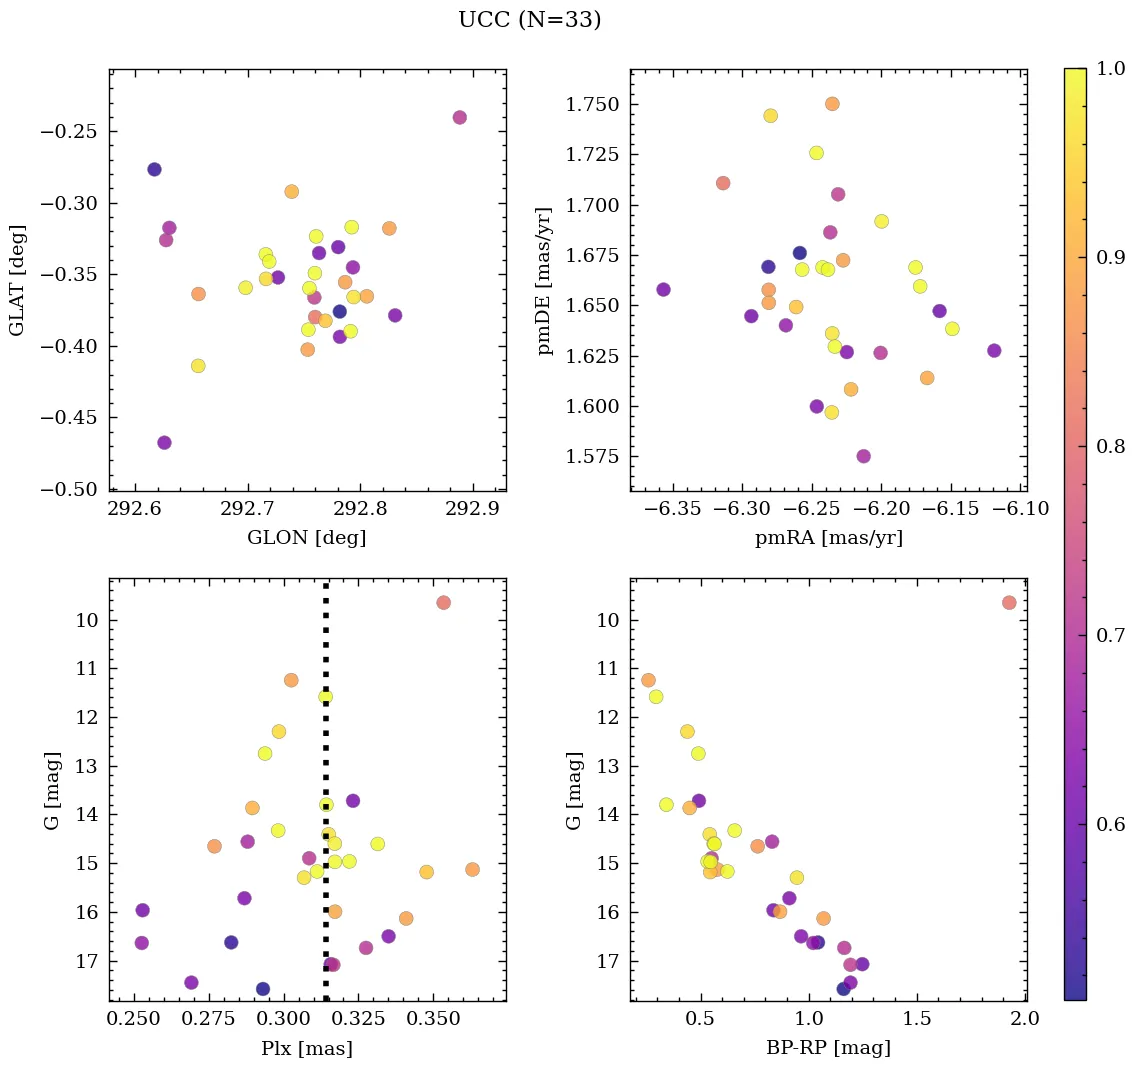 UCC (N=33)
−0.25
−0.30
−0.35
−0.40
−0.45
−0.50
GLAT [deg]
292.6 292.7 292.8 292.9
GLON [deg]
1.750
1.725
1.700
1.675
1.650
1.625
1.600
1.575
pmDE [mas/yr]
−6.35 −6.30 −6.25 −6.20 −6.15 −6.10
pmRA [mas/yr]
10
11
12
13
14
15
16
17
G [mag]
0.250 0.275 0.300 0.325 0.350
Plx [mas]
10
11
12
13
14
15
16
17
G [mag]
0.5 1.0 1.5 2.0
BP-RP [mag]
1.0
0.9
0.8
0.7
0.6